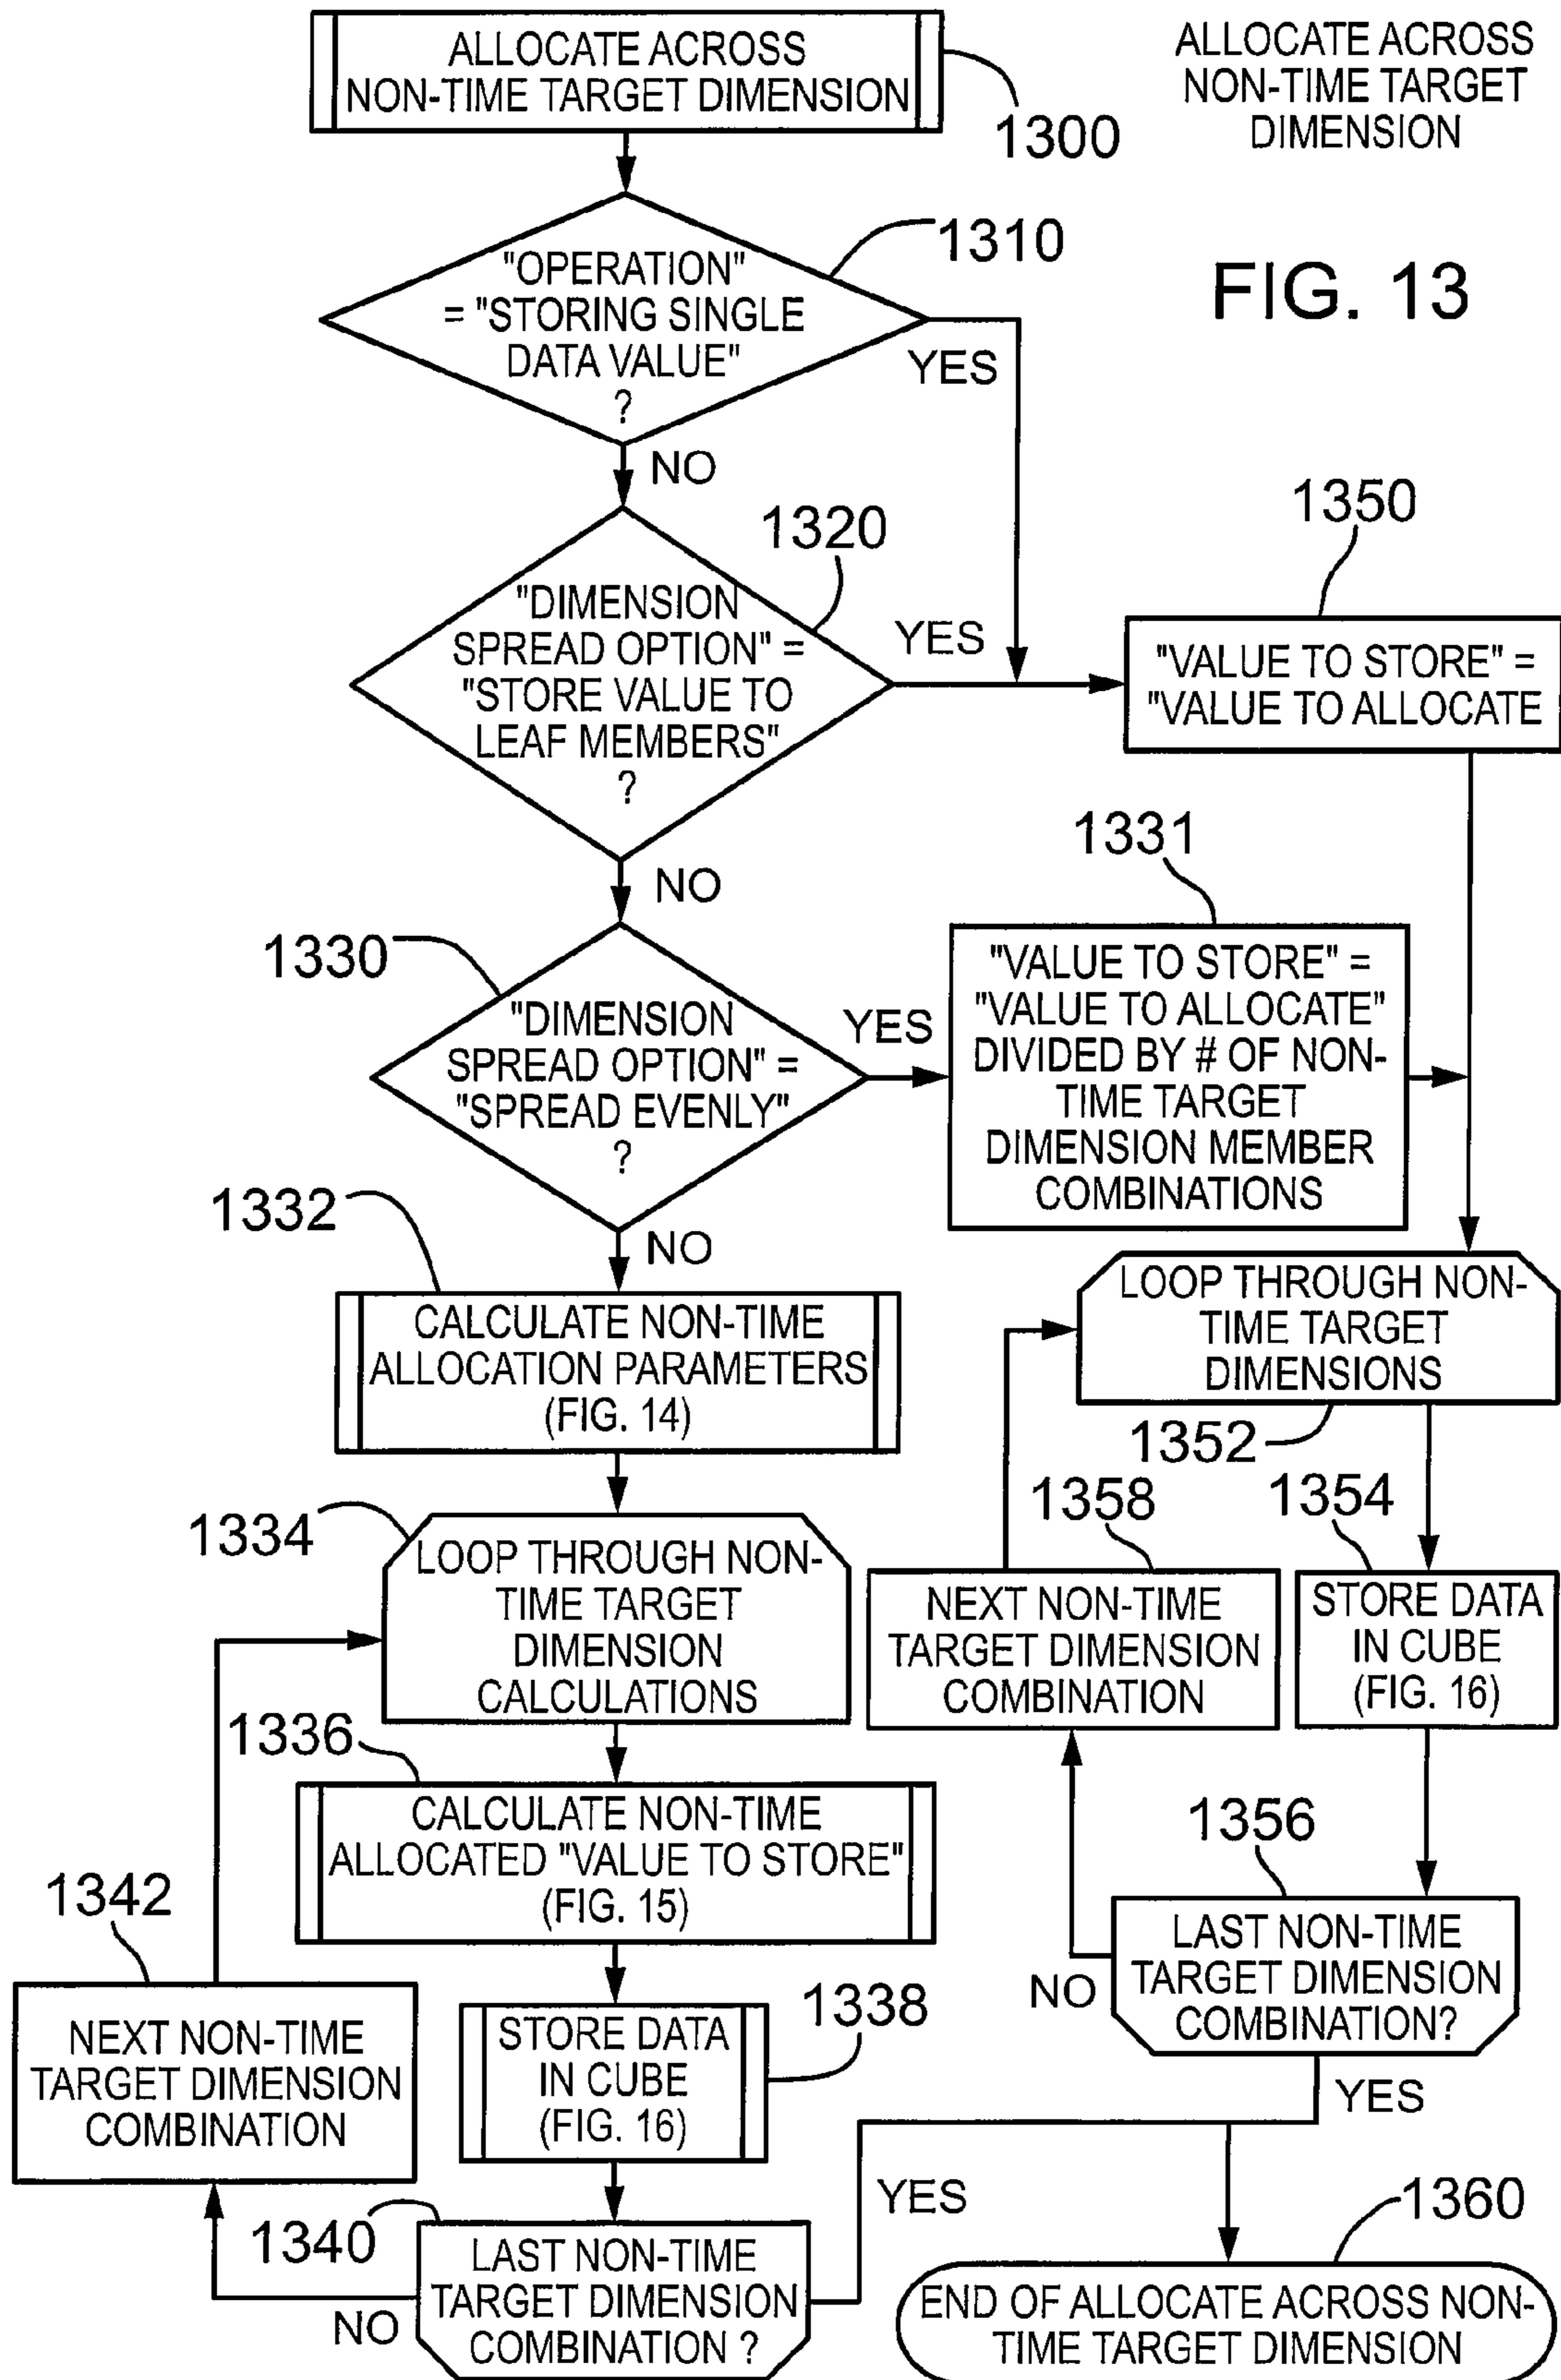 ALLOCATE ACROSS
NON-TIME TARGET DIMENSION
1300
ALLOCATE ACROSS
NON-TIME TARGET
DIMENSION
FIG. 13
1310
"OPERATION"
= "STORING SINGLE
DATA VALUE"
?
YES
NO
1320
"DIMENSION
SPREAD OPTION" =
"STORE VALUE TO
LEAF MEMBERS"
?
YES
NO
1350
"VALUE TO STORE" =
"VALUE TO ALLOCATE
1330
"DIMENSION
SPREAD OPTION" =
"SPREAD EVENLY"
?
YES
NO
1331
"VALUE TO STORE" =
"VALUE TO ALLOCATE"
DIVIDED BY # OF NON-
TIME TARGET
DIMENSION MEMBER
COMBINATIONS
1332
CALCULATE NON-TIME
ALLOCATION PARAMETERS
(FIG. 14)
LOOP THROUGH NON-
TIME TARGET
DIMENSIONS
1352
1334
LOOP THROUGH NON-
TIME TARGET
DIMENSION
CALCULATIONS
1358
NEXT NON-TIME
TARGET DIMENSION
COMBINATION
1354
STORE DATA
IN CUBE
(FIG. 16)
1336
CALCULATE NON-TIME
ALLOCATED "VALUE TO STORE"
(FIG. 15)
1356
LAST NON-TIME
TARGET DIMENSION
COMBINATION?
NO
YES
1342
NEXT NON-TIME
TARGET DIMENSION
COMBINATION
1338
STORE DATA
IN CUBE
(FIG. 16)
1340
LAST NON-TIME
TARGET DIMENSION
COMBINATION ?
NO
YES
1360
END OF ALLOCATE ACROSS NON-
TIME TARGET DIMENSION